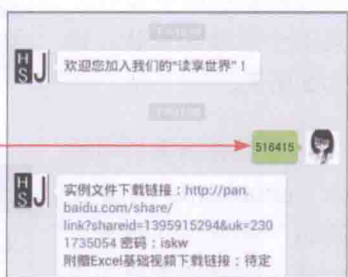 HSJ
欢迎您加入我们的“读享世界”！
516415
HSJ
实例文件下载链接：http://pan.
baidu.com/share/
link?shareid=1395915294&uk=230
1735054 密码：iskw
附赠Excel基础视频下载链接：待定